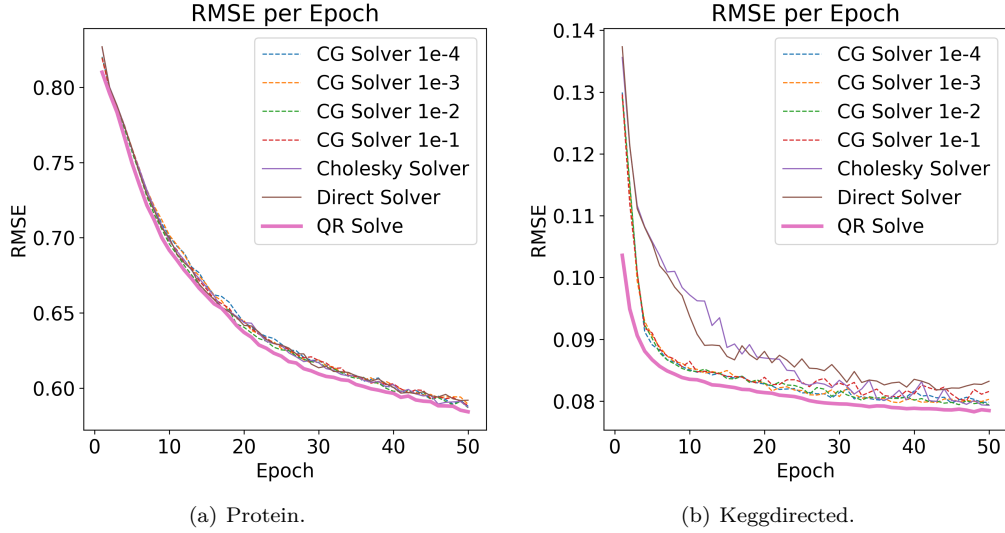 RMSE per Epoch
RMSE
0.80
0.75
0.70
0.65
0.60
CG Solver 1e-4
CG Solver 1e-3
CG Solver 1e-2
CG Solver 1e-1
Cholesky Solver
Direct Solver
QR Solve
0 10 20 30 40 50
Epoch
(a) Protein.
RMSE per Epoch
RMSE
0.14
0.13
0.12
0.11
0.10
0.09
0.08
CG Solver 1e-4
CG Solver 1e-3
CG Solver 1e-2
CG Solver 1e-1
Cholesky Solver
Direct Solver
QR Solve
0 10 20 30 40 50
Epoch
(b) Keggdirected.